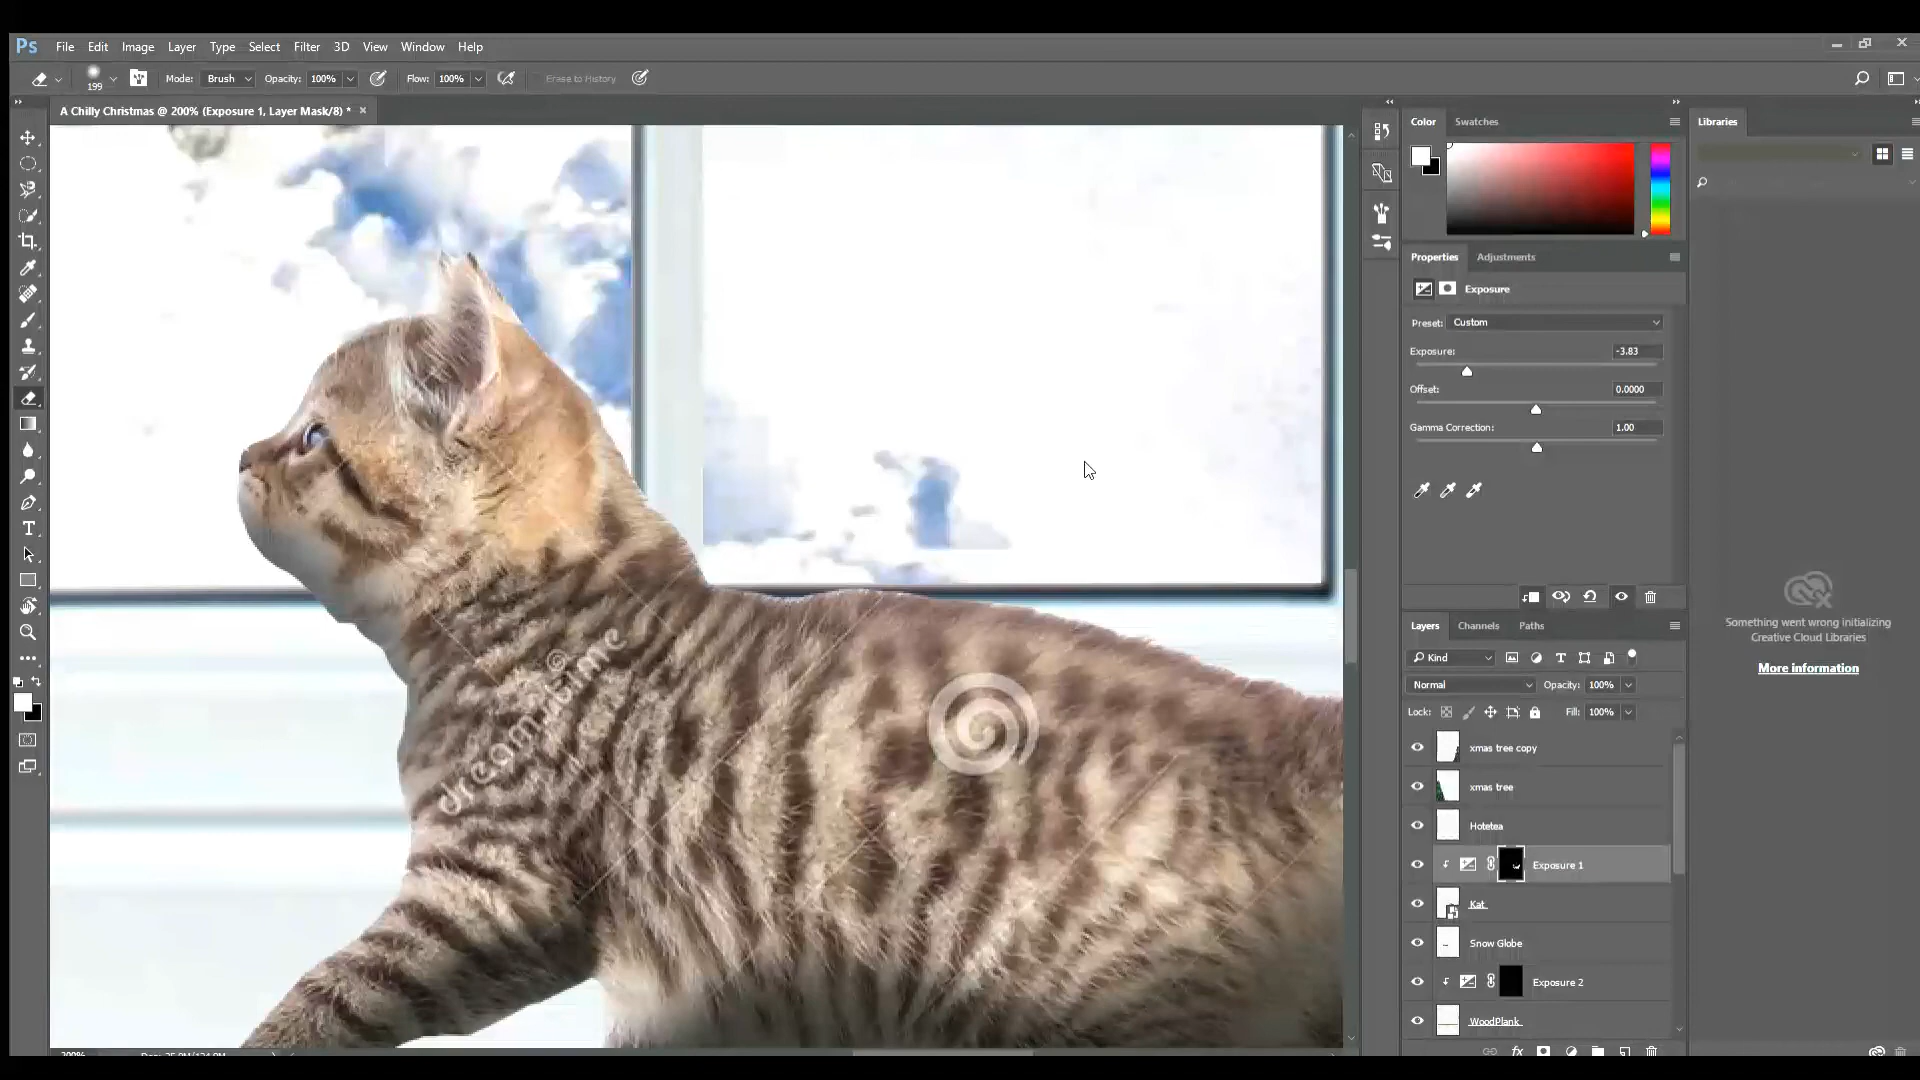 Ps File Edit Image Layer Type Select Filter 3D View Window Help
199 Mode: Brush Opacity: 100% Flow: 100% Erase to History
A Chilly Christmas @ 200% (Exposure 1, Layer Mask/8) * ×
Color Swatches
Libraries
Properties Adjustments
Exposure
Preset: Custom
Exposure: -3.83
Offset: 0.0000
Gamma Correction: 1.00
© dreamstime
Something went wrong initializing
Creative Cloud Libraries
More information
Layers Channels Paths
Kind
Normal Opacity: 100%
Lock: Fill: 100%
xmas tree copy
xmas tree
Hotetea
Exposure 1
Kat
Snow Globe
Exposure 2
WoodPlank
fx